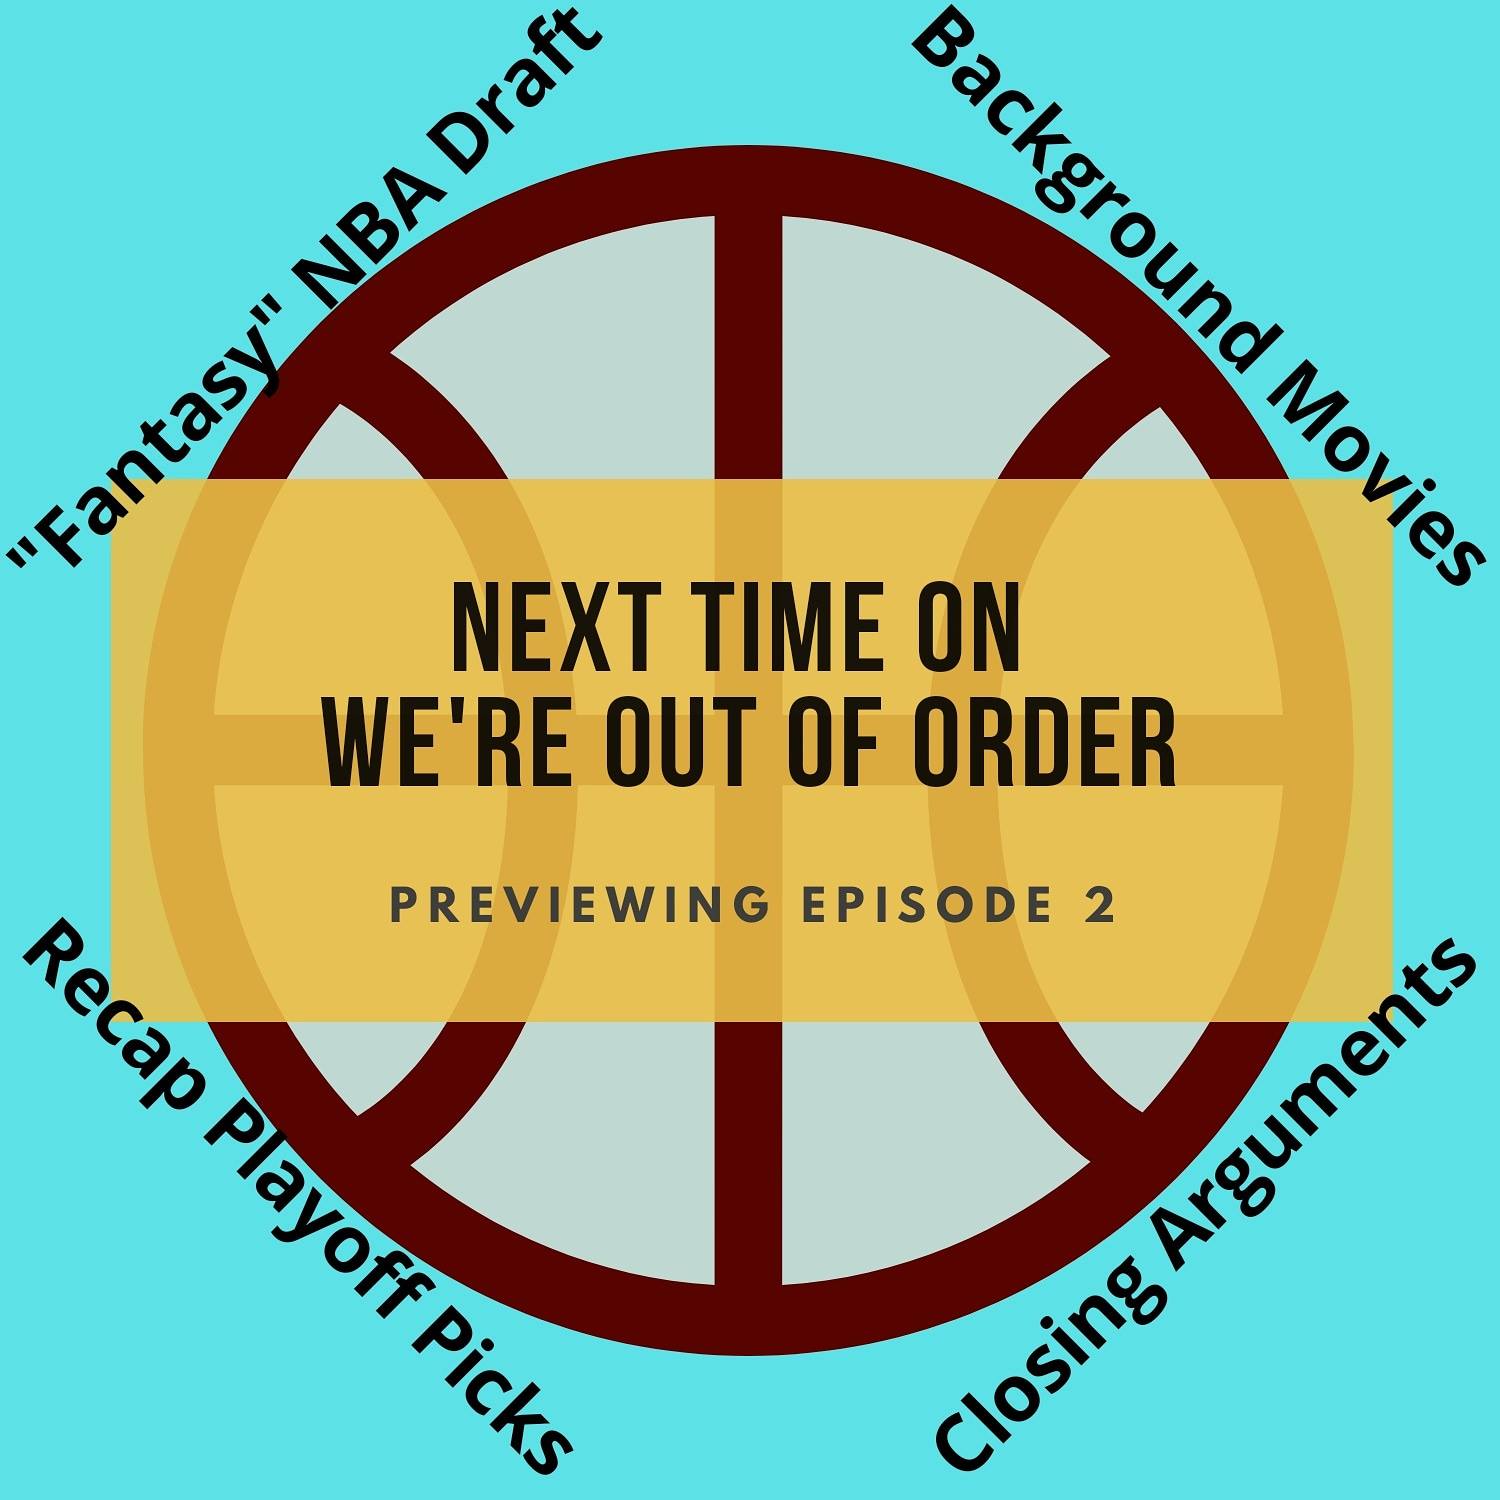 "Fantasy" NBA Draft
Background Movies
NEXT TIME ON
WE'RE OUT OF ORDER
PREVIEWING EPISODE 2
Recap Playoff Picks
Closing Arguments